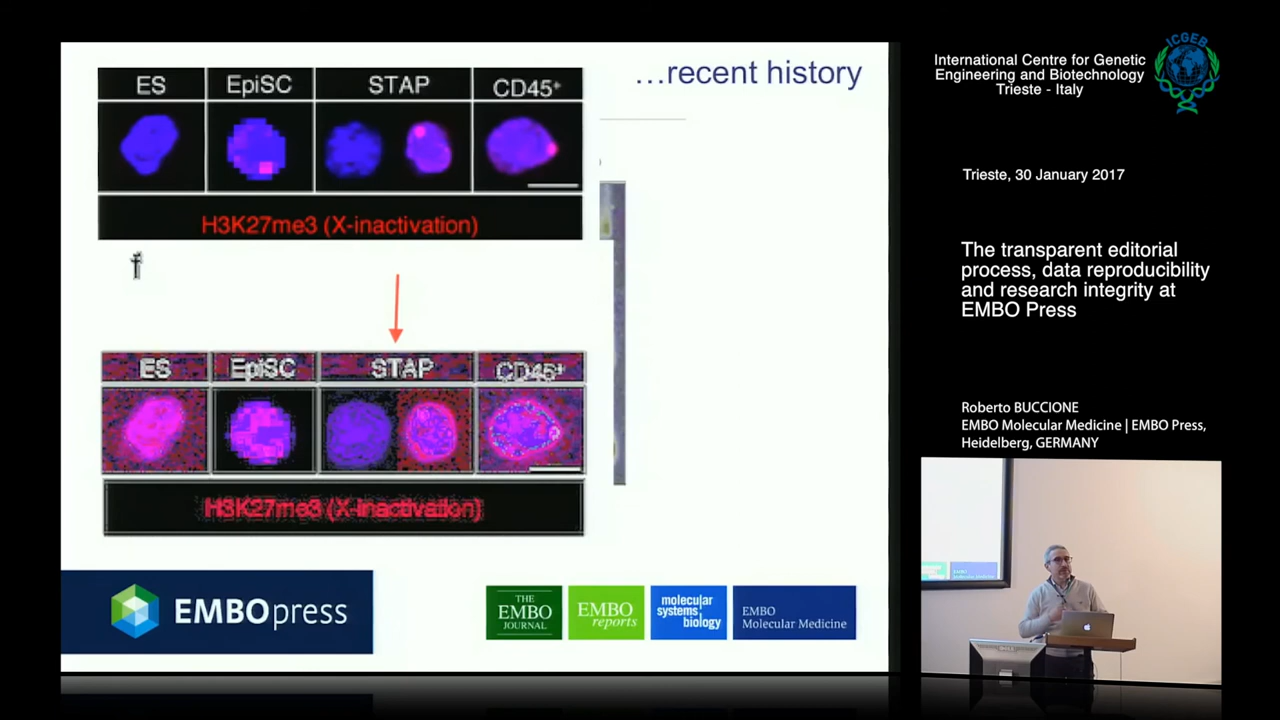 …recent history
ES
EpiSC
STAP
CD45+
H3K27me3 (X-inactivation)
f
ES
EpiSC
STAP
CD45+
H3K27me3 (X-inactivation)
EMBOpress
THE
EMBO
JOURNAL
EMBO
reports
molecular
systems
biology
EMBO
Molecular Medicine
International Centre for Genetic
Engineering and Biotechnology
Trieste - Italy
ICGEB
Trieste, 30 January 2017
The transparent editorial
process, data reproducibility
and research integrity at
EMBO Press
Roberto BUCCIONE
EMBO Molecular Medicine | EMBO Press,
Heidelberg, GERMANY
DELL